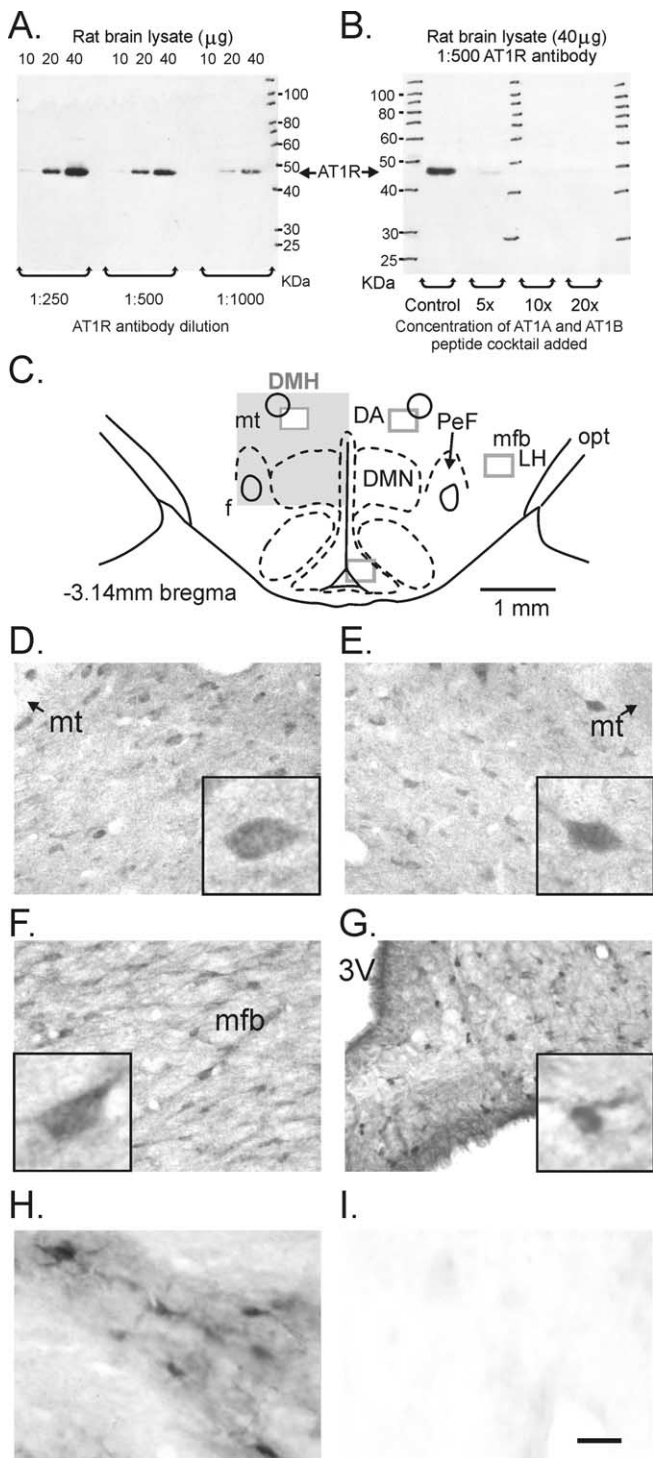 A.
Rat brain lysate (μg)
10 20 40 10 20 40 10 20 40
100
80
60
50
40
30
25
KDa
1:250 1:500 1:1000
AT1R antibody dilution
AT1R
B.
Rat brain lysate (40μg)
1:500 AT1R antibody
100
80
60
50
40
30
25
KDa
Control 5x 10x 20x
Concentration of AT1A and AT1B
peptide cocktail added
C.
DMH
mt
DA
PeF
mfb
LH
opt
DMN
f
-3.14mm bregma
1 mm
D.
mt
E.
mt
F.
mfb
G.
3V
H.
I.